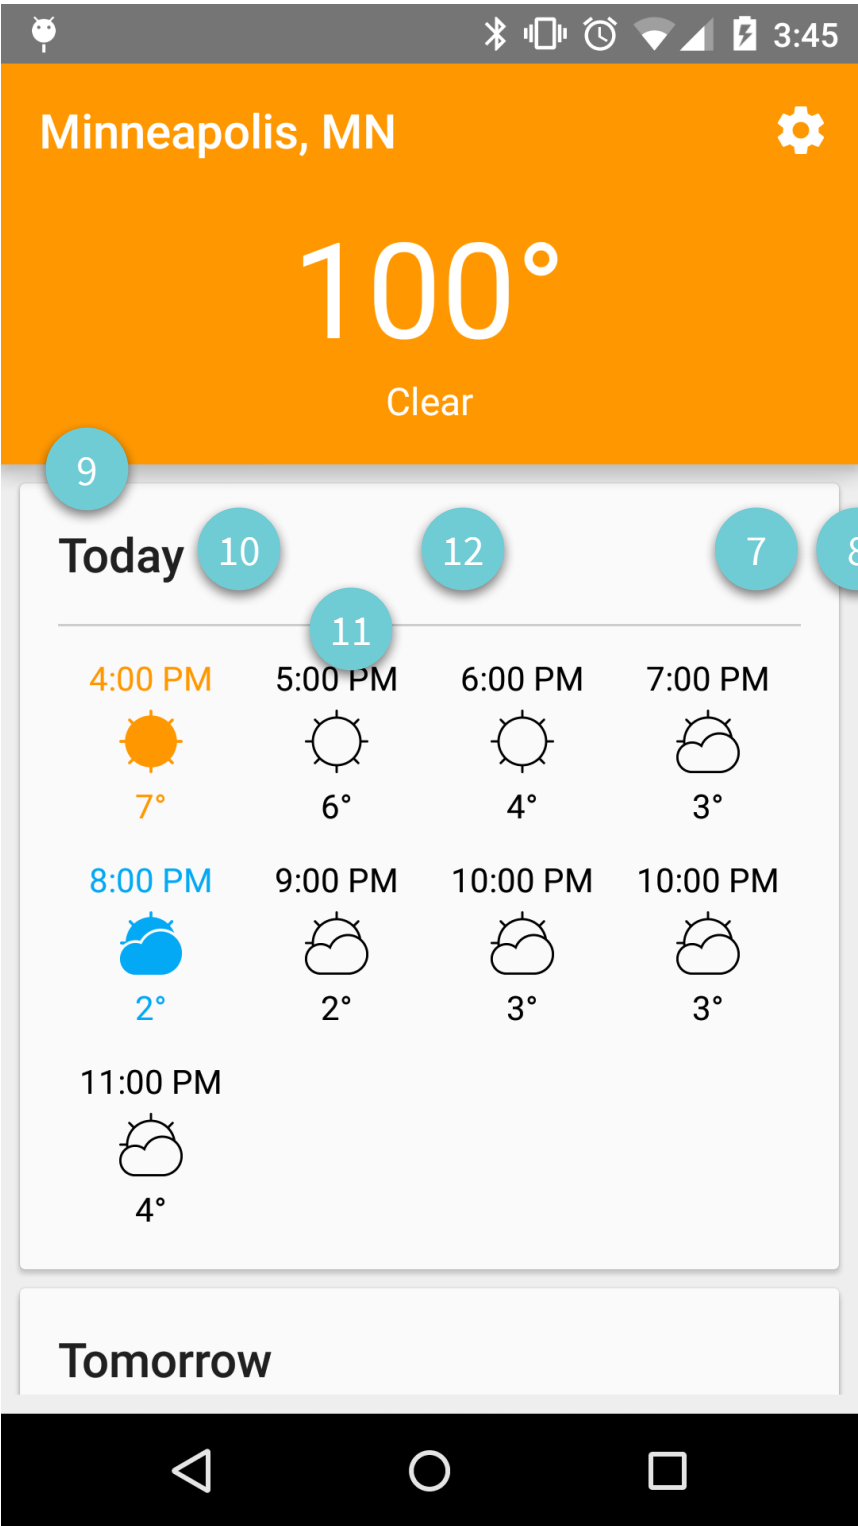 3:45
Minneapolis, MN
100°
Clear
9
Today 10 12 7 8
11
4:00 PM 5:00 PM 6:00 PM 7:00 PM
7° 6° 4° 3°
8:00 PM 9:00 PM 10:00 PM 10:00 PM
2° 2° 3° 3°
11:00 PM
4°
Tomorrow